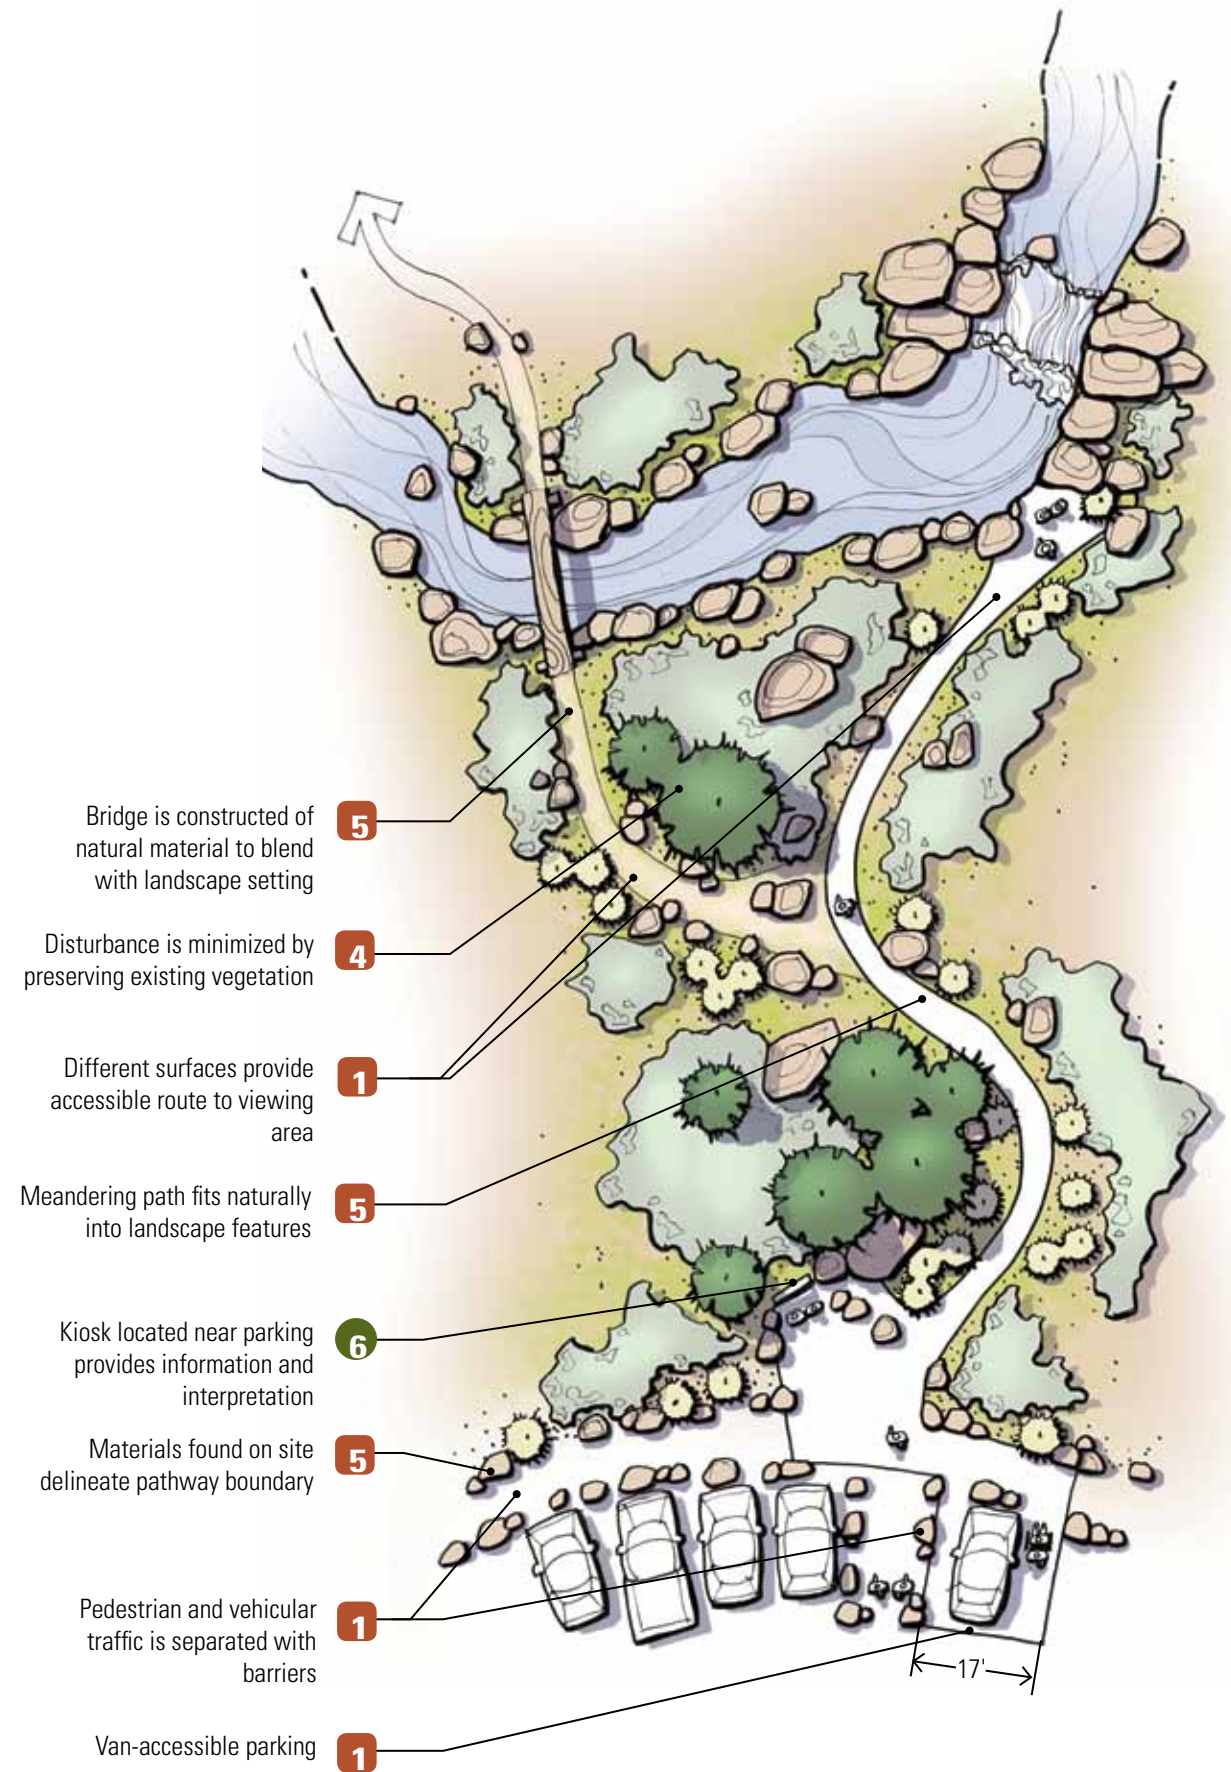 Bridge is constructed of
natural material to blend
with landscape setting
5
Disturbance is minimized by
preserving existing vegetation
4
Different surfaces provide
accessible route to viewing
area
1
Meandering path fits naturally
into landscape features
5
Kiosk located near parking
provides information and
interpretation
6
Materials found on site
delineate pathway boundary
5
Pedestrian and vehicular
traffic is separated with
barriers
1
17'
Van-accessible parking
1